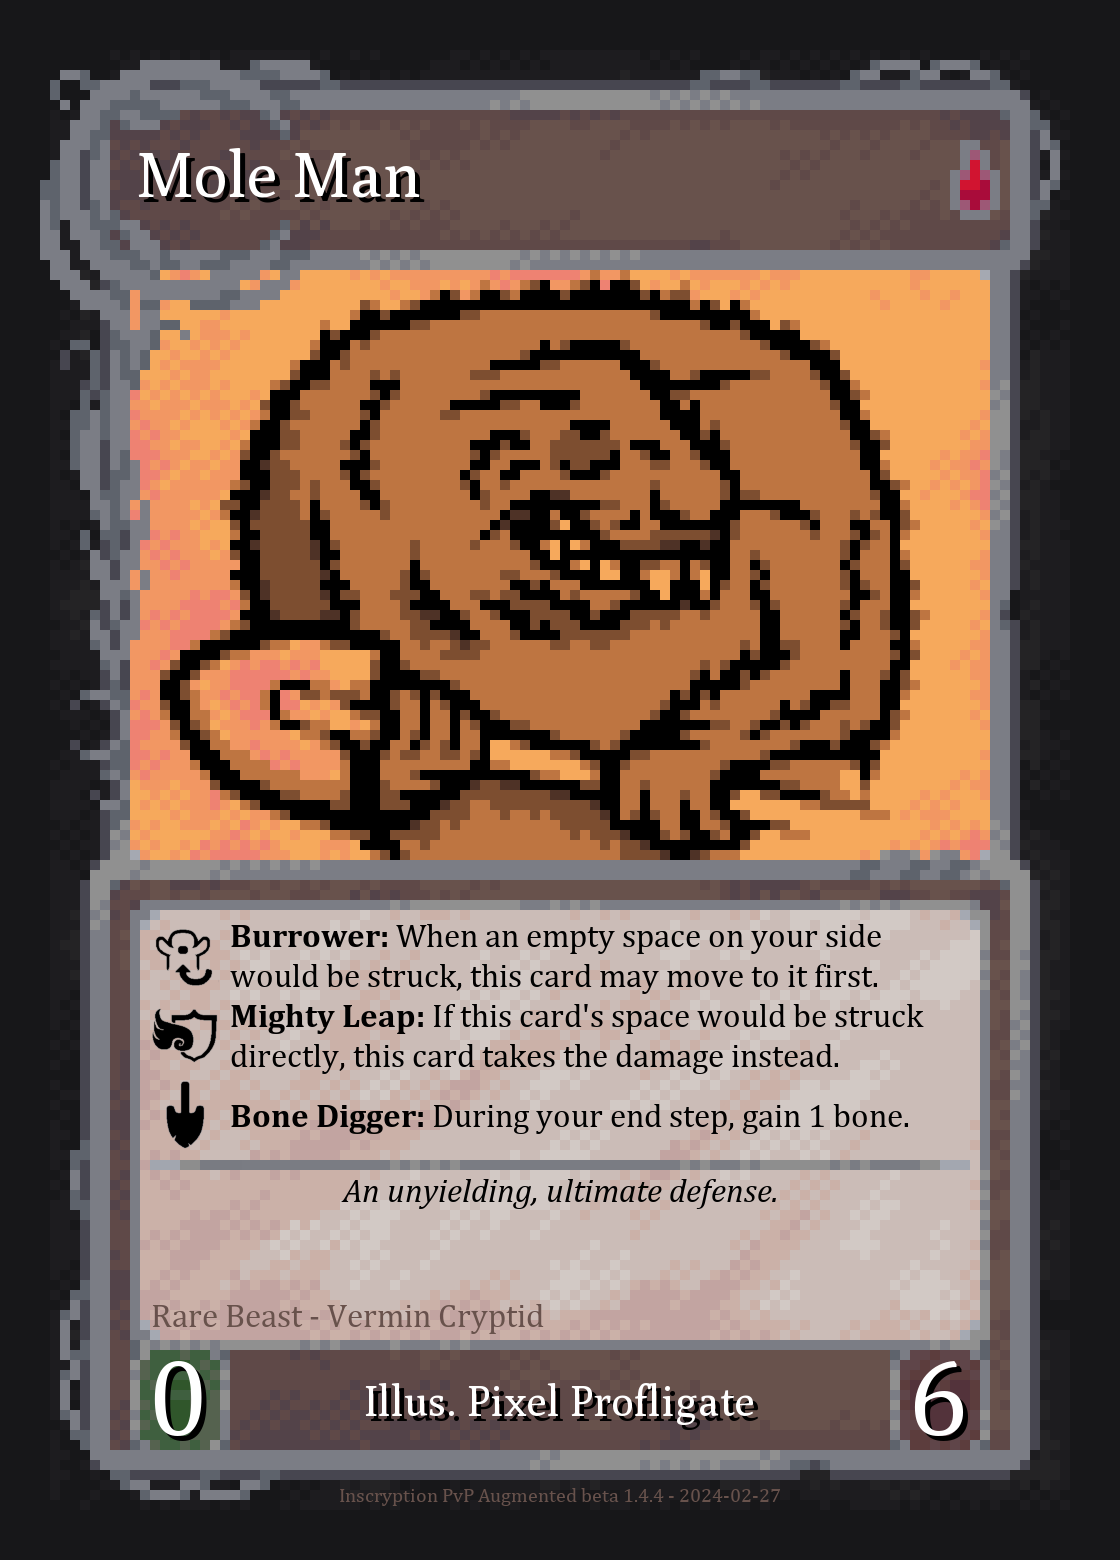 Mole Man
Burrower: When an empty space on your side
would be struck, this card may move to it first.
Mighty Leap: If this card's space would be struck
directly, this card takes the damage instead.
Bone Digger: During your end step, gain 1 bone.
An unyielding, ultimate defense.
Rare Beast - Vermin Cryptid
0
Illus. Pixel Profligate
6
Inscryption PvP Augmented beta 1.4.4 - 2024-02-27